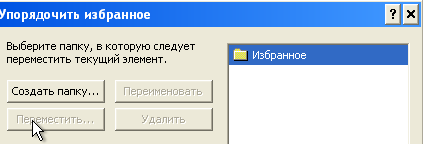 Упорядочить избранное
Выберите папку, в которую следует
переместить текущий элемент.
Избранное
Создать папку...
Переименовать
Переместить...
Удалить